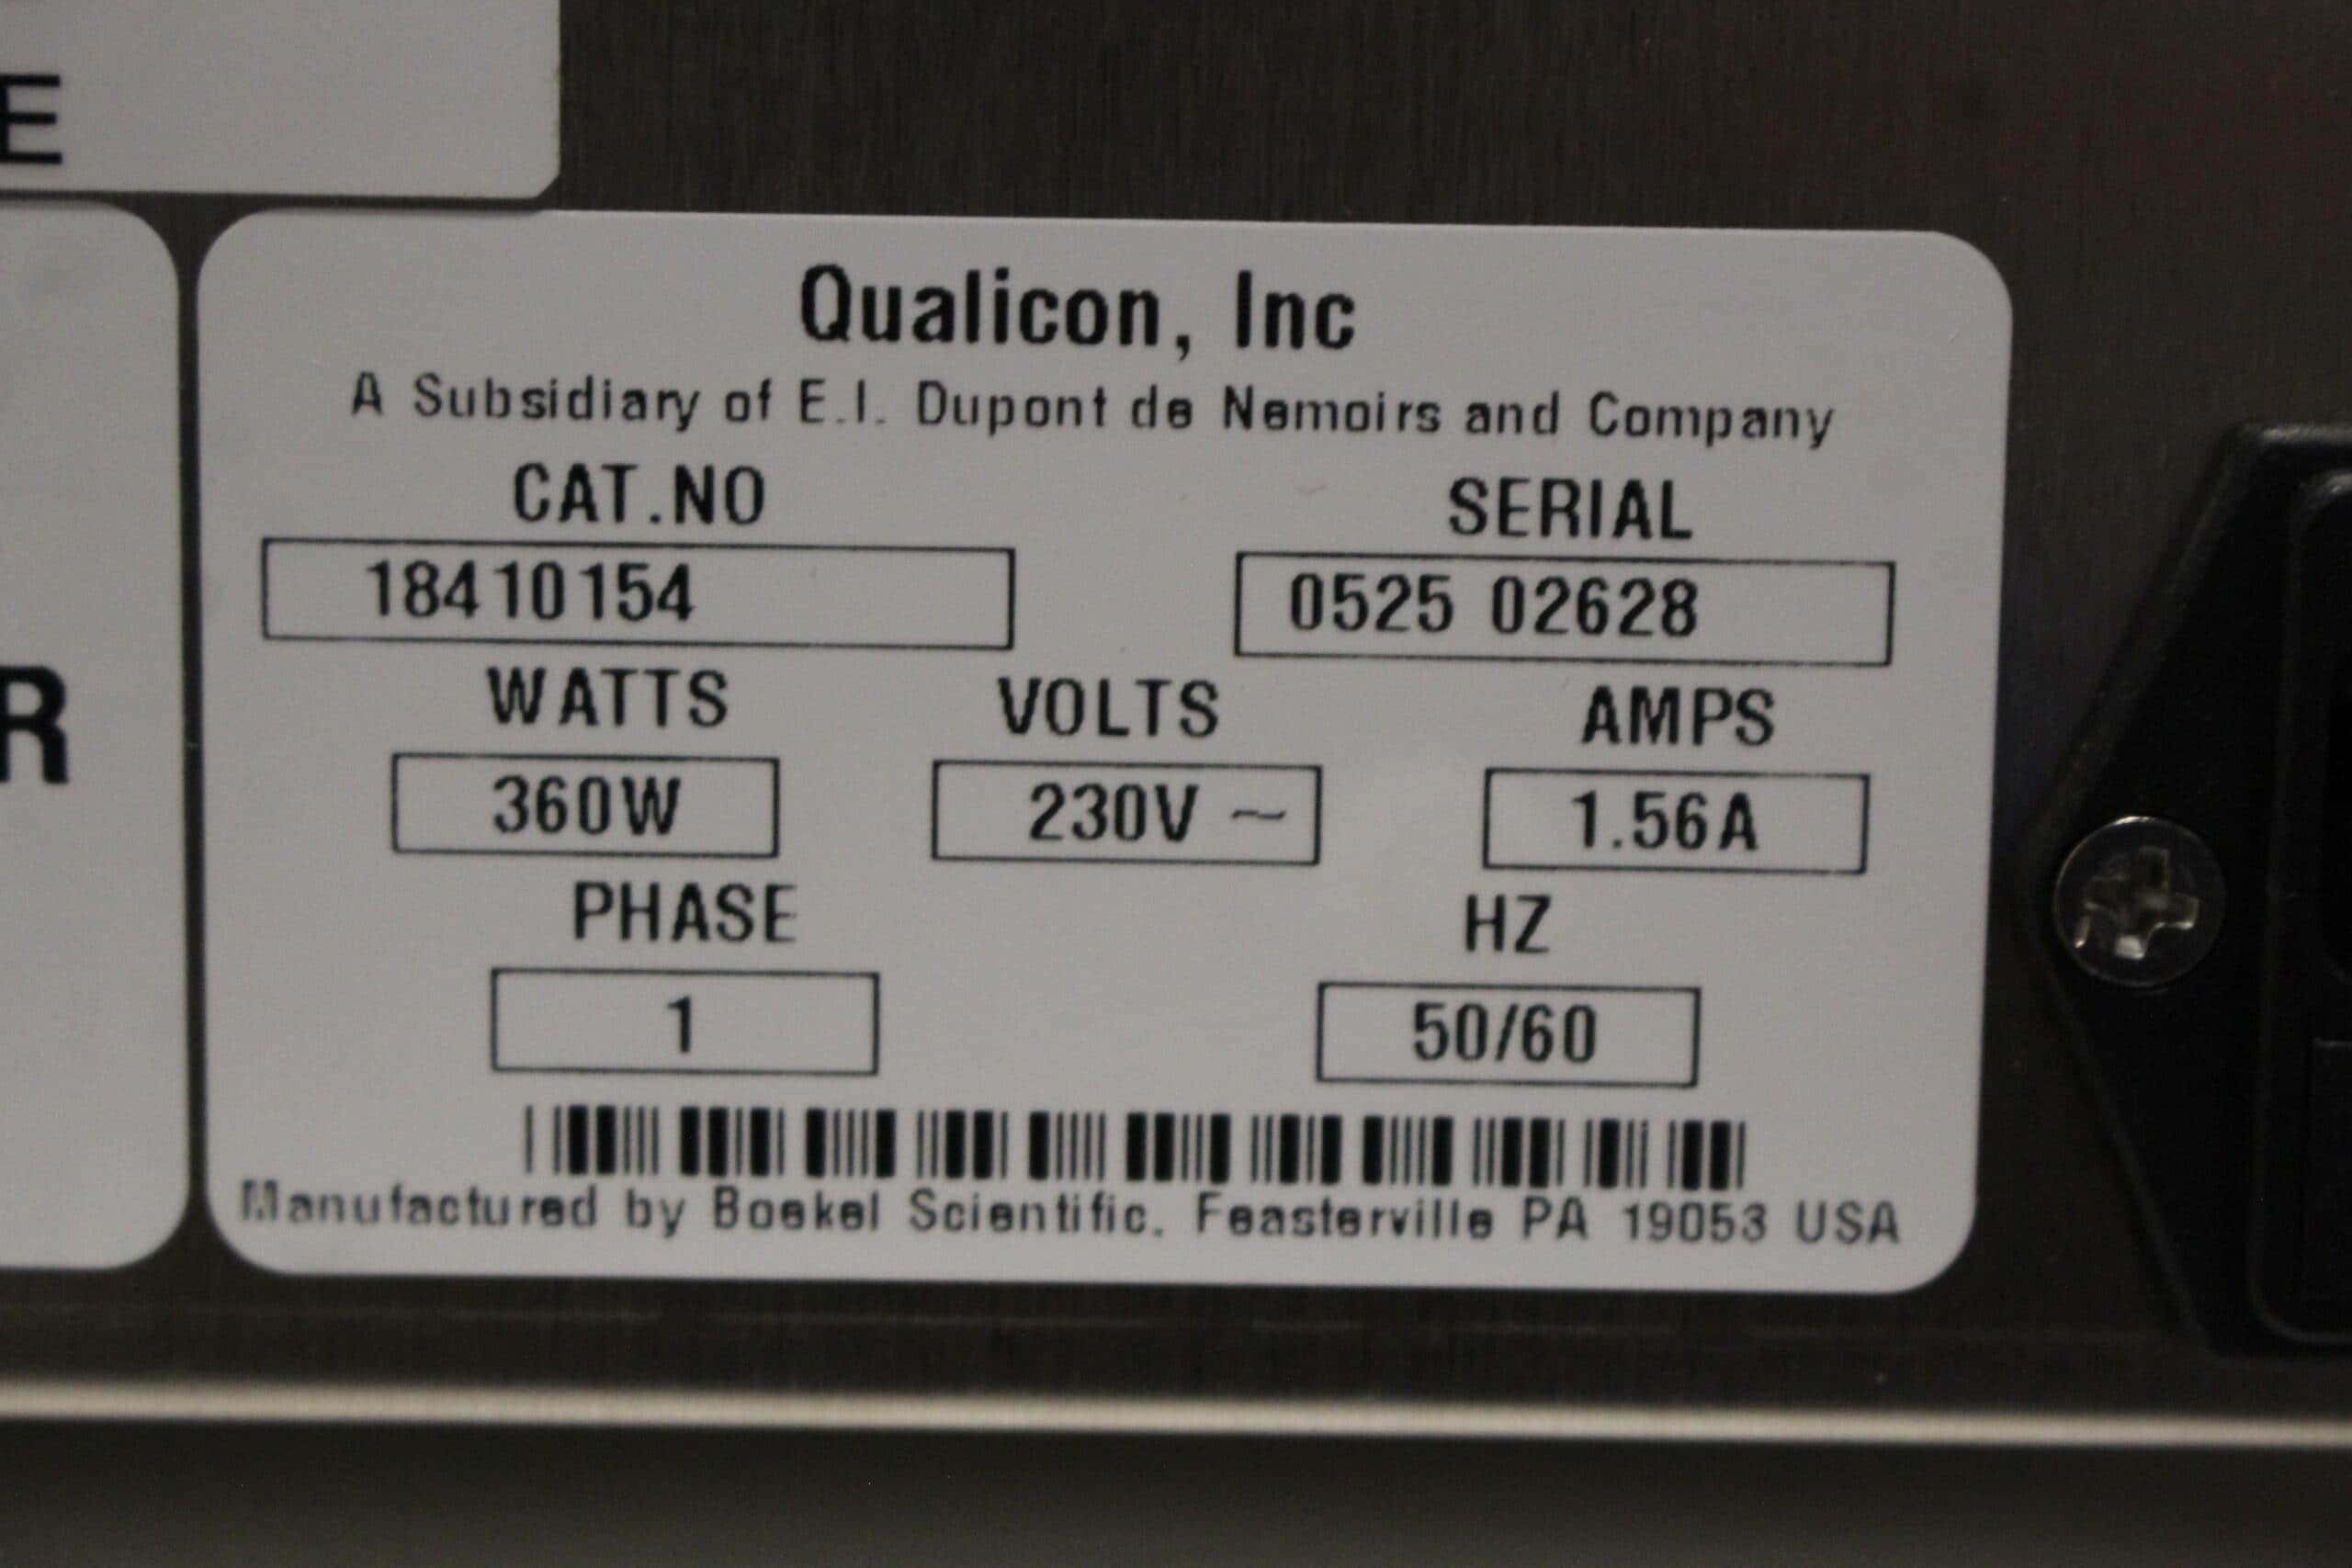 E
R
Qualicon, Inc
A Subsidiary of E.I. Dupont de Nemoirs and Company
CAT.NO SERIAL
18410154 0525 02628
WATTS VOLTS AMPS
360W 230V ~ 1.56A
PHASE HZ
1 50/60
Manufactured by Boekel Scientific. Feasterville PA 19053 USA